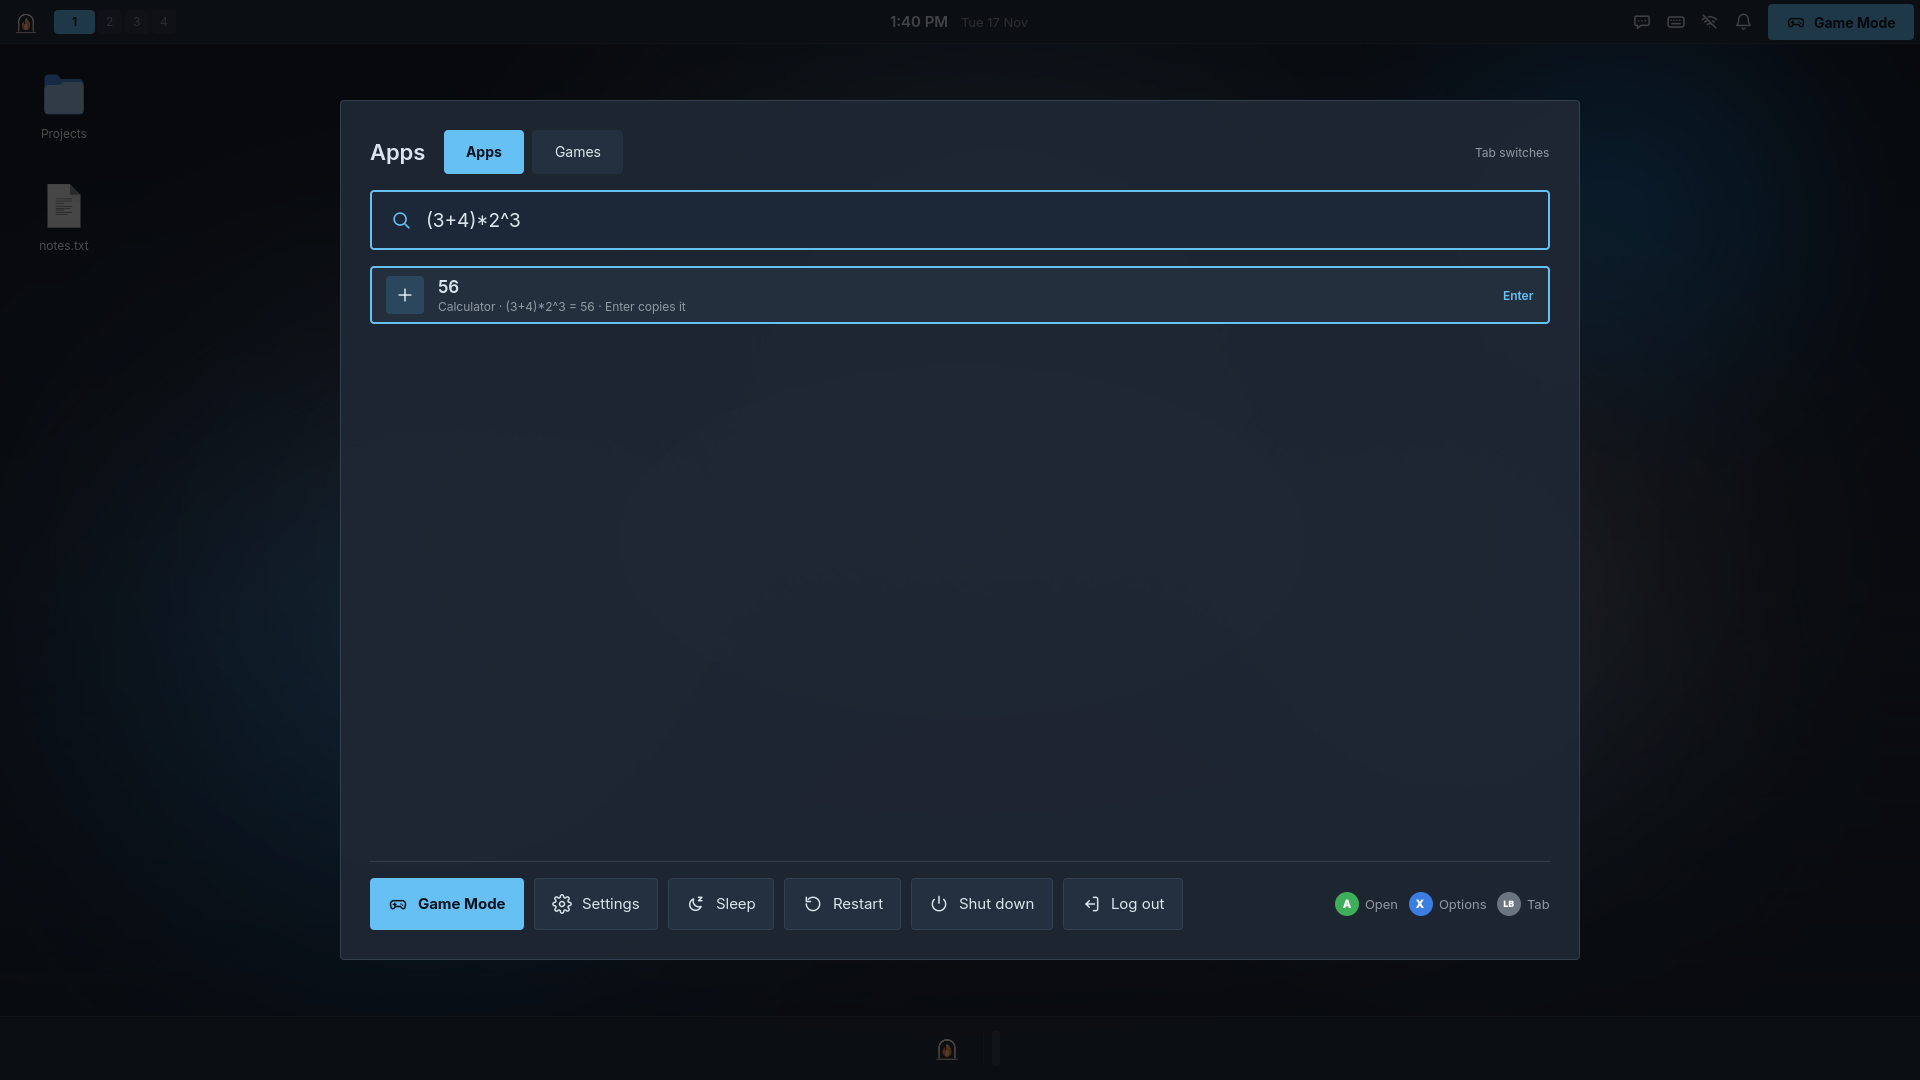 1 2 3 4
1:40 PM Tue 17 Nov
Game Mode
Projects
notes.txt
Apps
Apps
Games
Tab switches
(3+4)*2^3
56
Calculator · (3+4)*2^3 = 56 · Enter copies it
Enter
Game Mode
Settings
Sleep
Restart
Shut down
Log out
A Open
X Options
LB Tab